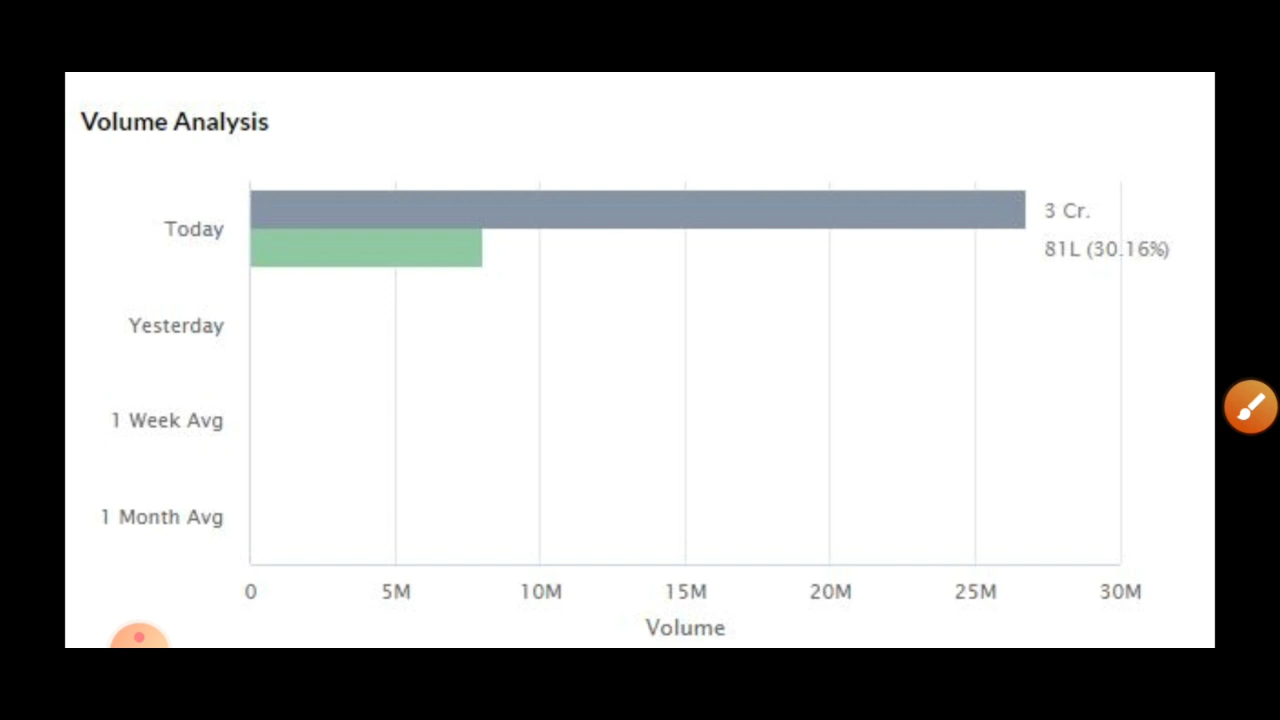 Volume Analysis
Today
3 Cr.
81L (30.16%)
Yesterday
1 Week Avg
1 Month Avg
0 5M 10M 15M 20M 25M 30M
Volume